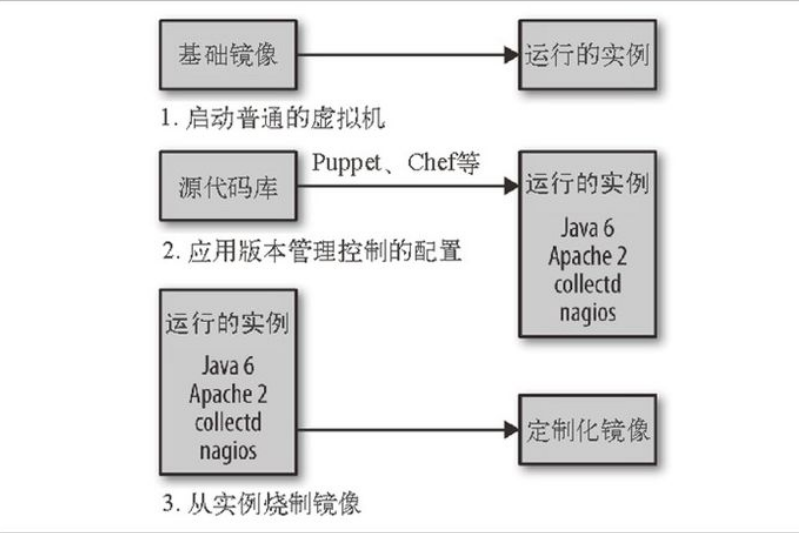 基础镜像
运行的实例
1. 启动普通的虚拟机
源代码库
Puppet、Chef等
运行的实例
Java 6
Apache 2
collectd
nagios
2. 应用版本管理控制的配置
运行的实例
Java 6
Apache 2
collectd
nagios
定制化镜像
3. 从实例烧制镜像